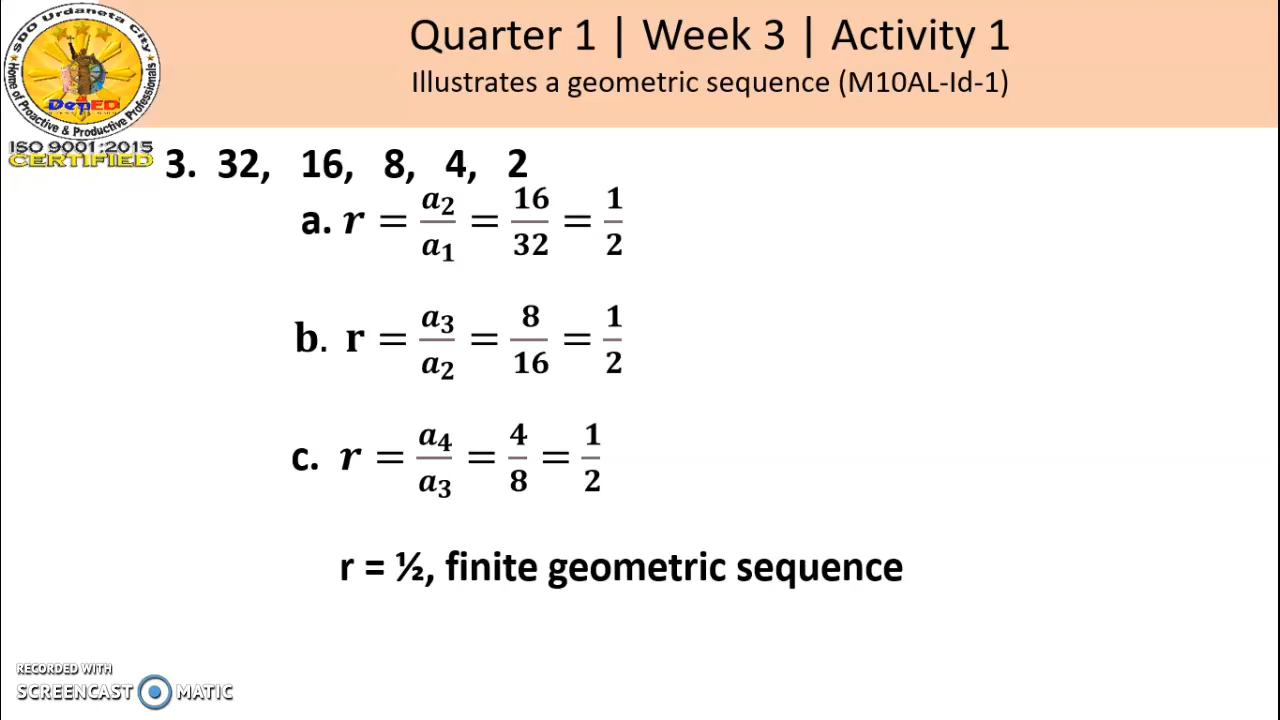 Quarter 1 | Week 3 | Activity 1
Illustrates a geometric sequence (M10AL-Id-1)
SDO Urdaneta City
DepED
Home of Proactive & Productive Professionals
ISO 9001:2015
CERTIFIED
3. 32, 16, 8, 4, 2
a. r = a₂/a₁ = 16/32 = 1/2
b. r = a₃/a₂ = 8/16 = 1/2
c. r = a₄/a₃ = 4/8 = 1/2
r = ½, finite geometric sequence
RECORDED WITH
SCREENCAST MATIC